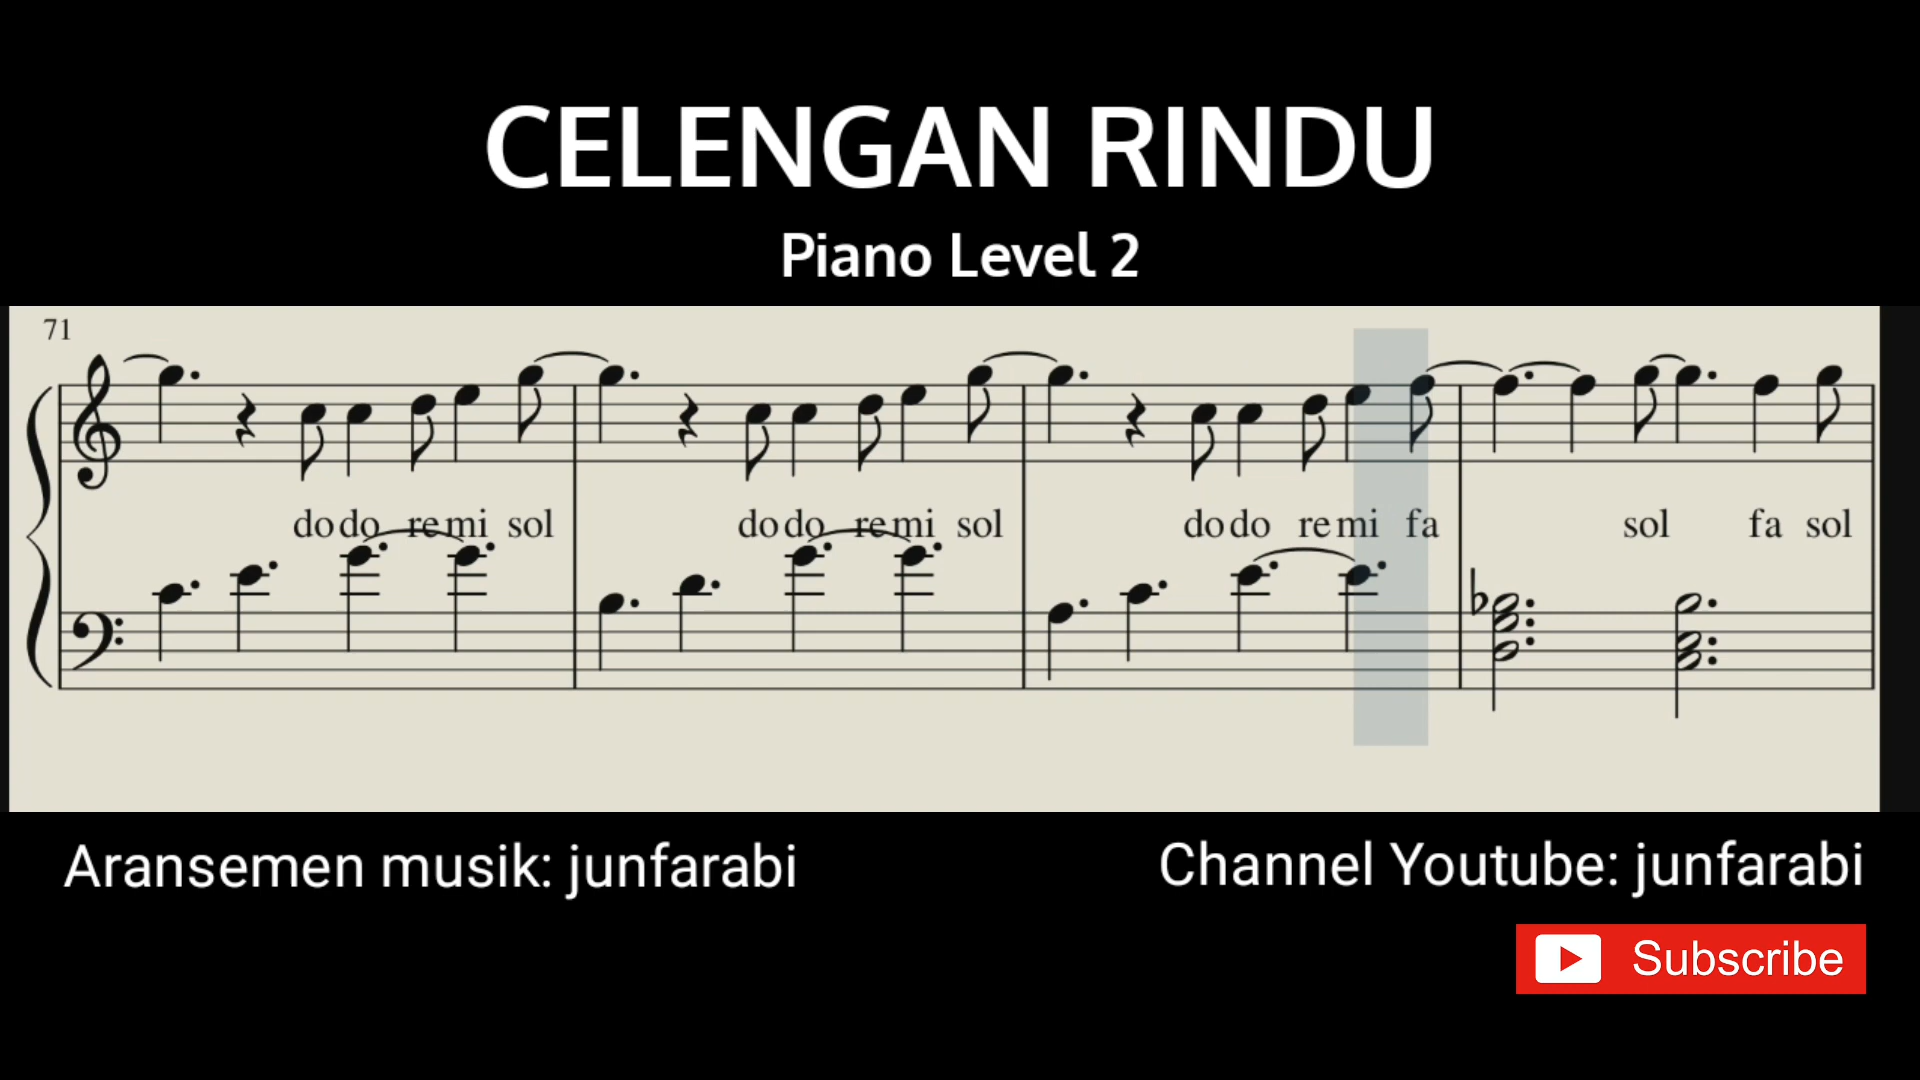 CELENGAN RINDU
Piano Level 2
71
do do re mi sol do do re mi sol do do re mi fa sol fa sol
Aransemen musik: junfarabi
Channel Youtube: junfarabi
Subscribe